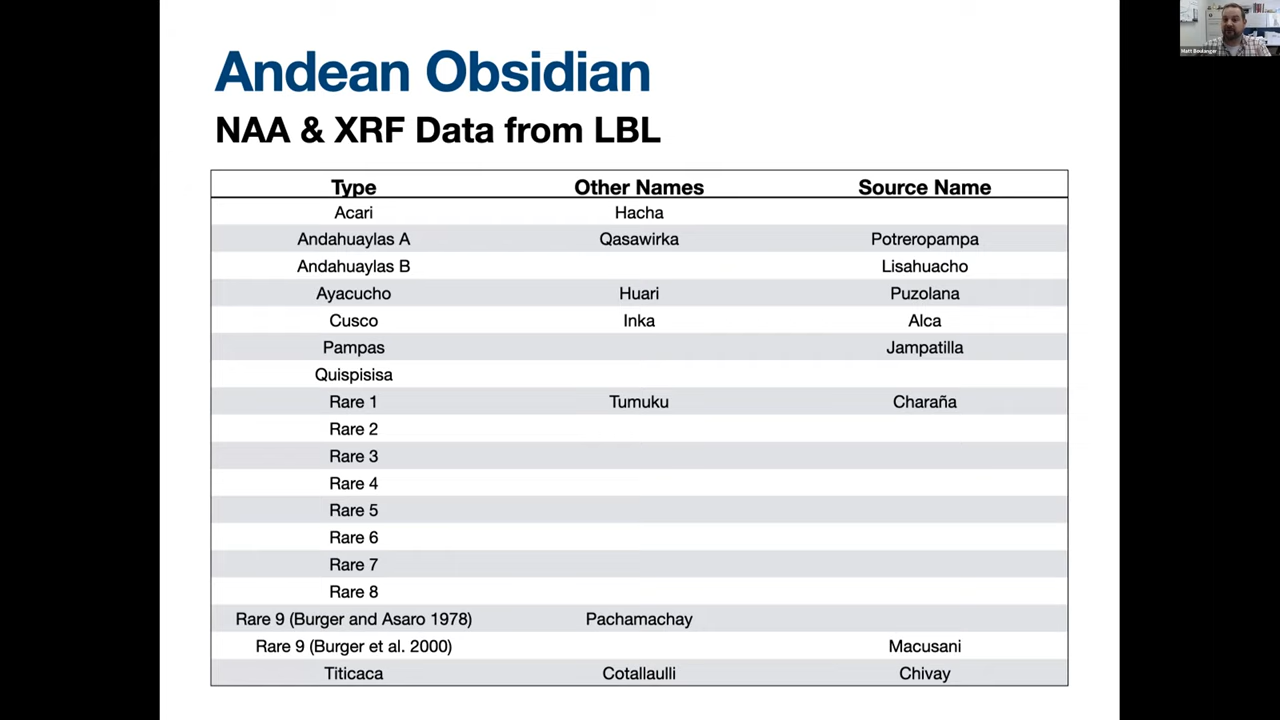 Andean Obsidian
NAA & XRF Data from LBL
Type Other Names Source Name
Acari Hacha
Andahuaylas A Qasawirka Potreropampa
Andahuaylas B Lisahuacho
Ayacucho Huari Puzolana
Cusco Inka Alca
Pampas Jampatilla
Quispisisa
Rare 1 Tumuku Charaña
Rare 2
Rare 3
Rare 4
Rare 5
Rare 6
Rare 7
Rare 8
Rare 9 (Burger and Asaro 1978) Pachamachay
Rare 9 (Burger et al. 2000) Macusani
Titicaca Cotallaulli Chivay
Matt Boulanger